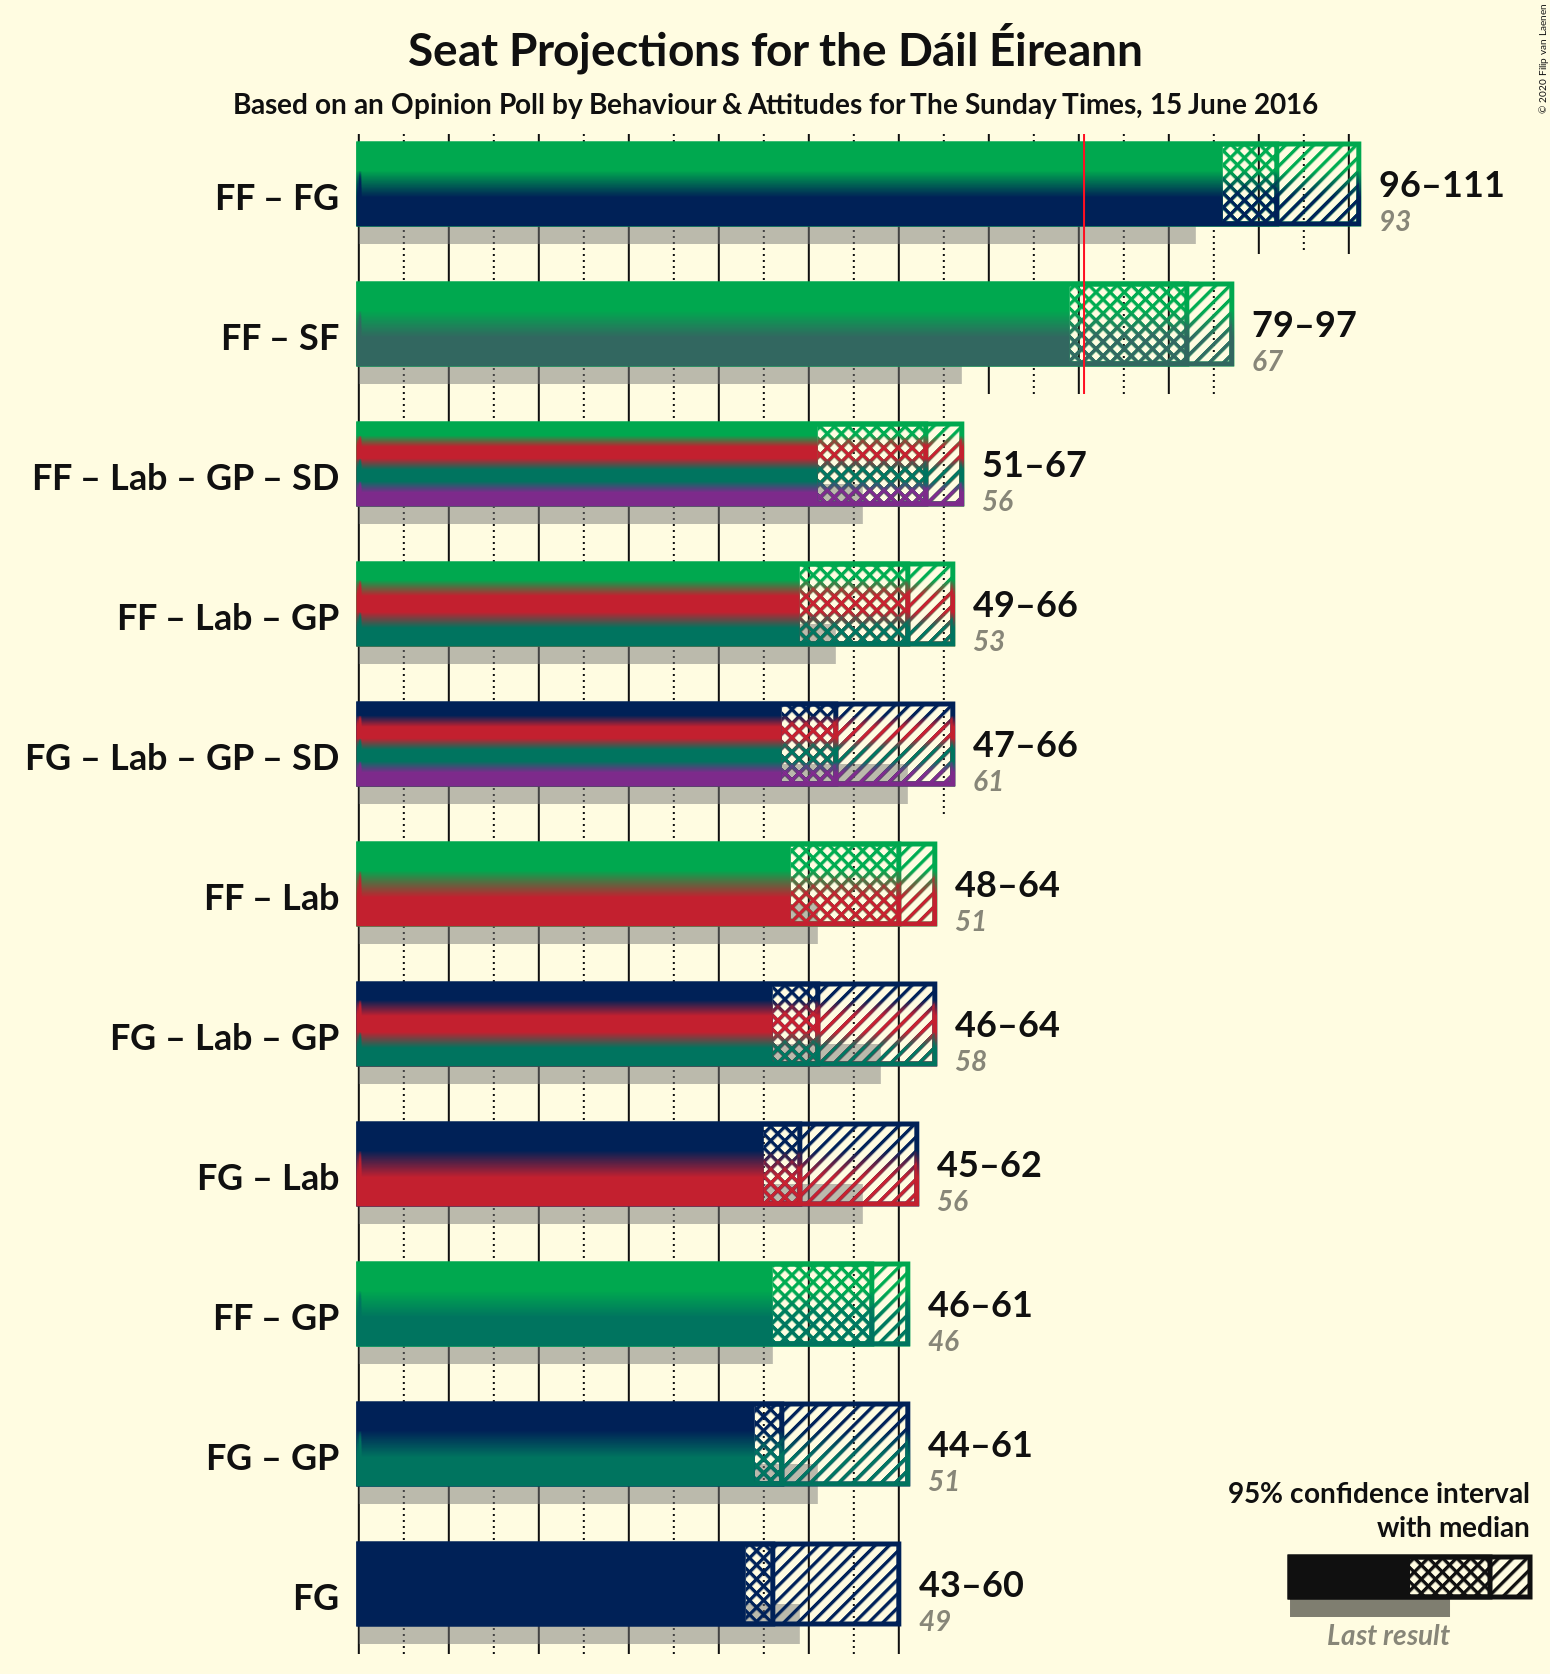 Seat Projections for the Dáil Éireann
Based on an Opinion Poll by Behaviour & Attitudes for The Sunday Times, 15 June 2016
© 2020 Filip van Laenen
FF – FG
96–111
93
FF – SF
79–97
67
FF – Lab – GP – SD
51–67
56
FF – Lab – GP
49–66
53
FG – Lab – GP – SD
47–66
61
FF – Lab
48–64
51
FG – Lab – GP
46–64
58
FG – Lab
45–62
56
FF – GP
46–61
46
FG – GP
44–61
51
FG
43–60
49
95% confidence interval
with median
Last result